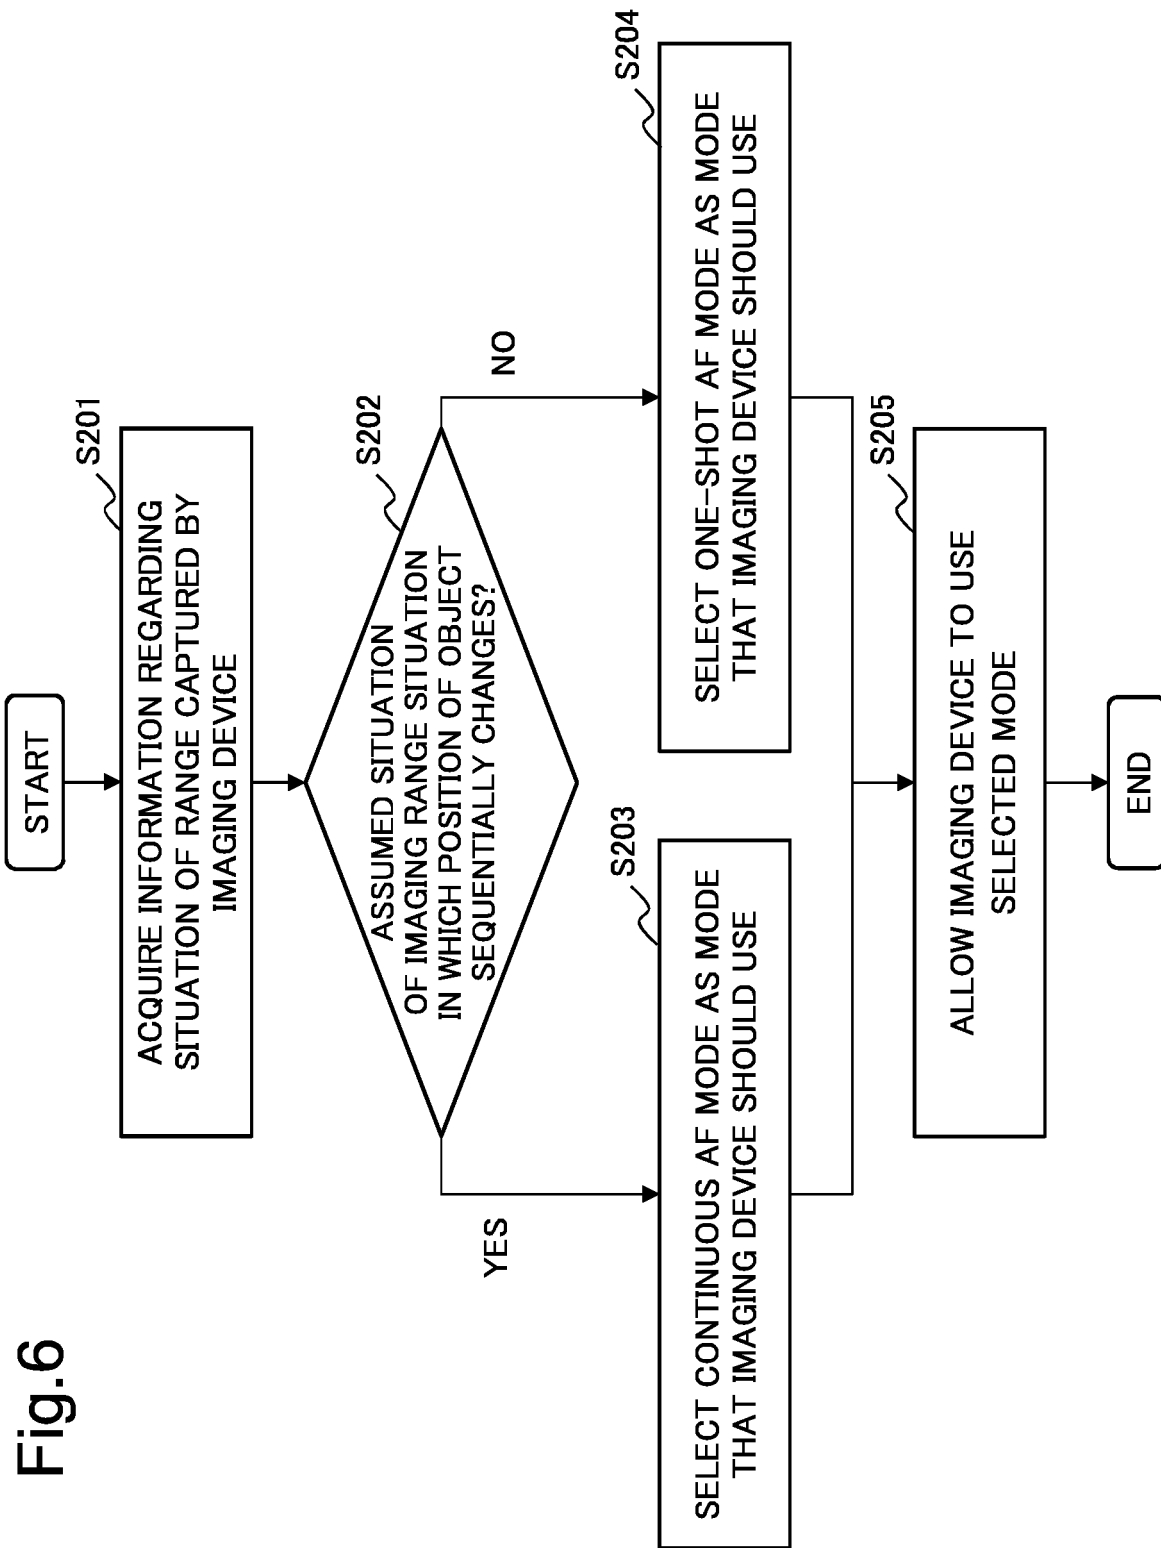 Fig.6
START
S201
ACQUIRE INFORMATION REGARDING
SITUATION OF RANGE CAPTURED BY
IMAGING DEVICE
S202
ASSUMED SITUATION
OF IMAGING RANGE SITUATION
IN WHICH POSITION OF OBJECT
SEQUENTIALLY CHANGES?
YES
NO
S203
SELECT CONTINUOUS AF MODE AS MODE
THAT IMAGING DEVICE SHOULD USE
S204
SELECT ONE-SHOT AF MODE AS MODE
THAT IMAGING DEVICE SHOULD USE
S205
ALLOW IMAGING DEVICE TO USE
SELECTED MODE
END